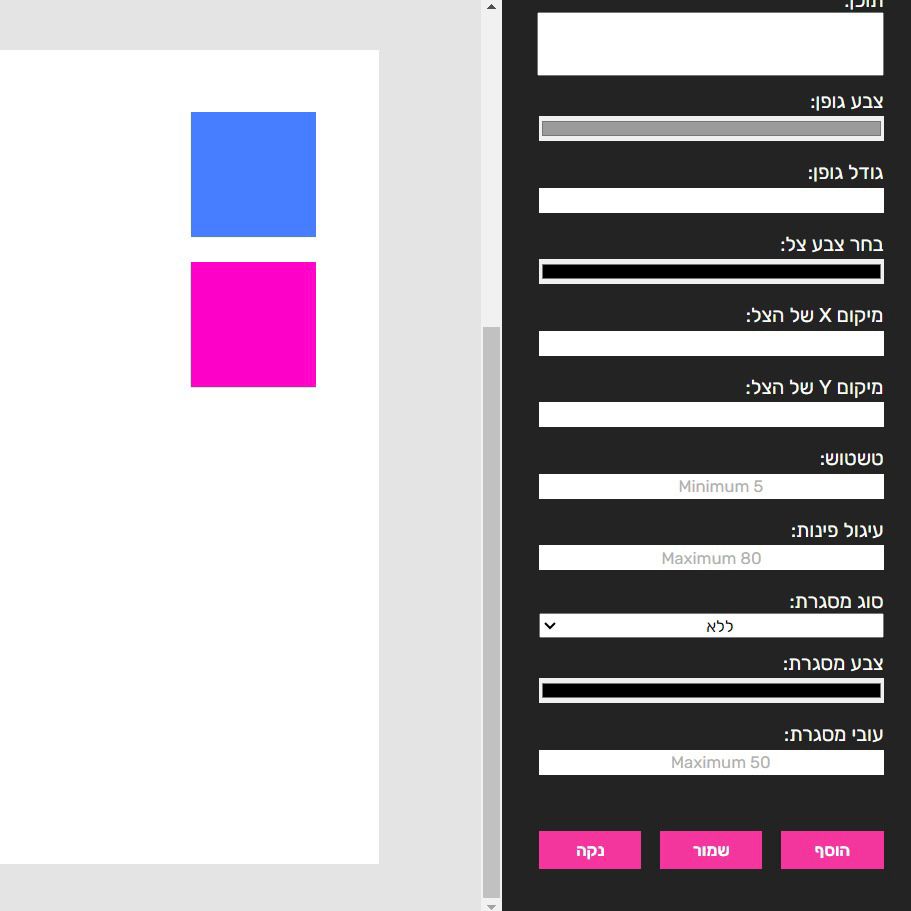 תוכן:
צבע גופן:
גודל גופן:
בחר צבע צל:
מיקום X של הצל:
מיקום Y של הצל:
טשטוש:
Minimum 5
עיגול פינות:
Maximum 80
סוג מסגרת:
ללא
צבע מסגרת:
עובי מסגרת:
Maximum 50
הוסף שמור נקה